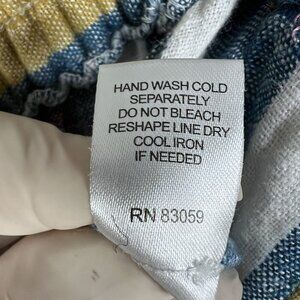 HAND WASH COLD
SEPARATELY
DO NOT BLEACH
RESHAPE LINE DRY
COOL IRON
IF NEEDED
RN 83059